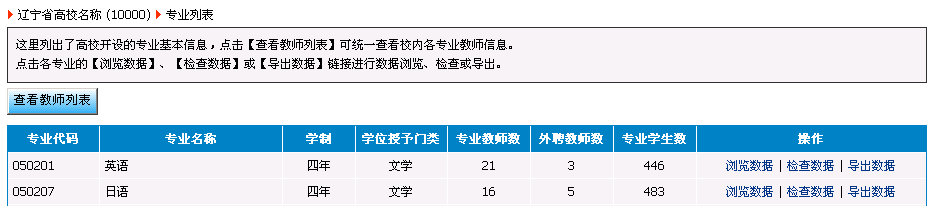 辽宁省高校名称 (10000) 专业列表
这里列出了高校开设的专业基本信息，点击【查看教师列表】可统一查看校内各专业教师信息。
点击各专业的【浏览数据】、【检查数据】或【导出数据】链接进行数据浏览、检查或导出。
查看教师列表
专业代码 专业名称 学制 学位授予门类 专业教师数 外聘教师数 专业学生数 操作
050201 英语 四年 文学 21 3 446 浏览数据 | 检查数据 | 导出数据
050207 日语 四年 文学 16 5 483 浏览数据 | 检查数据 | 导出数据